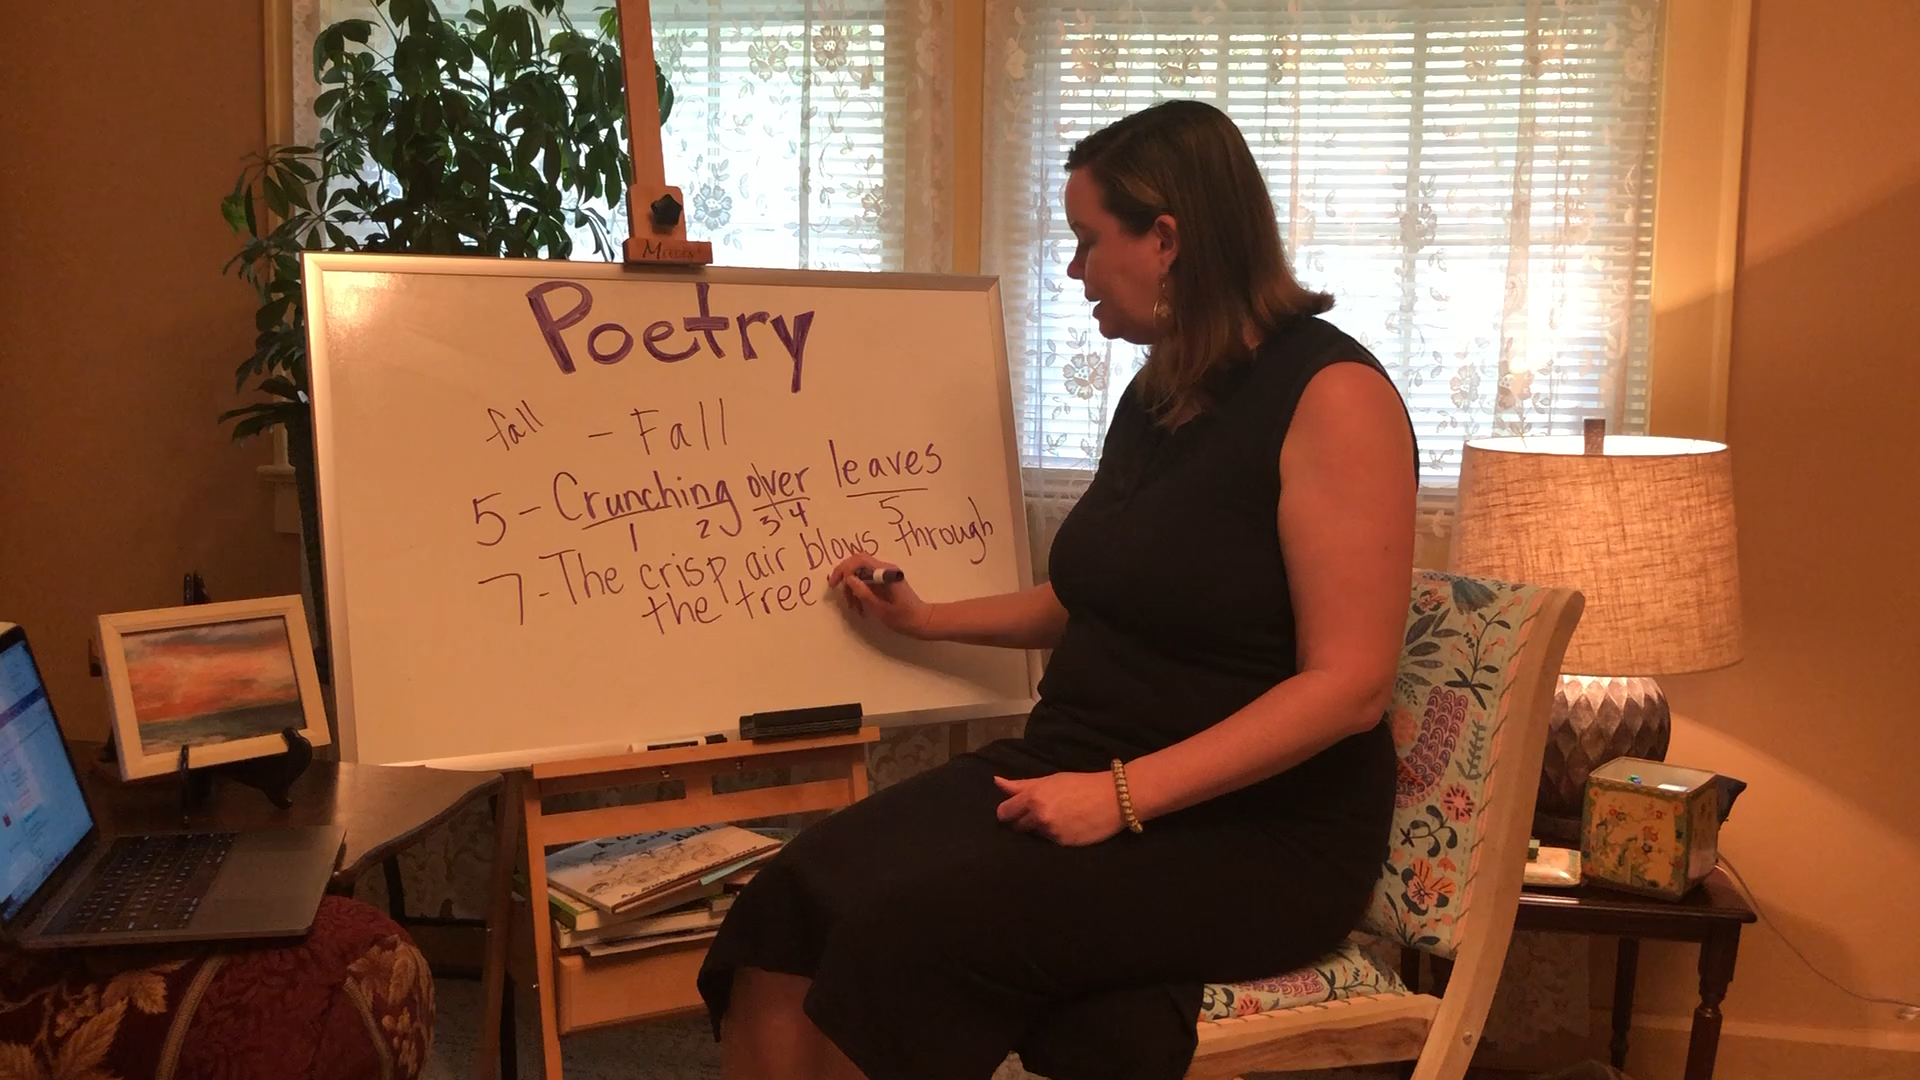 MEEDEN
Poetry
fall - Fall
5 - Crunching over leaves
1 2 3 4 5
7 - The crisp air blows through
the tree